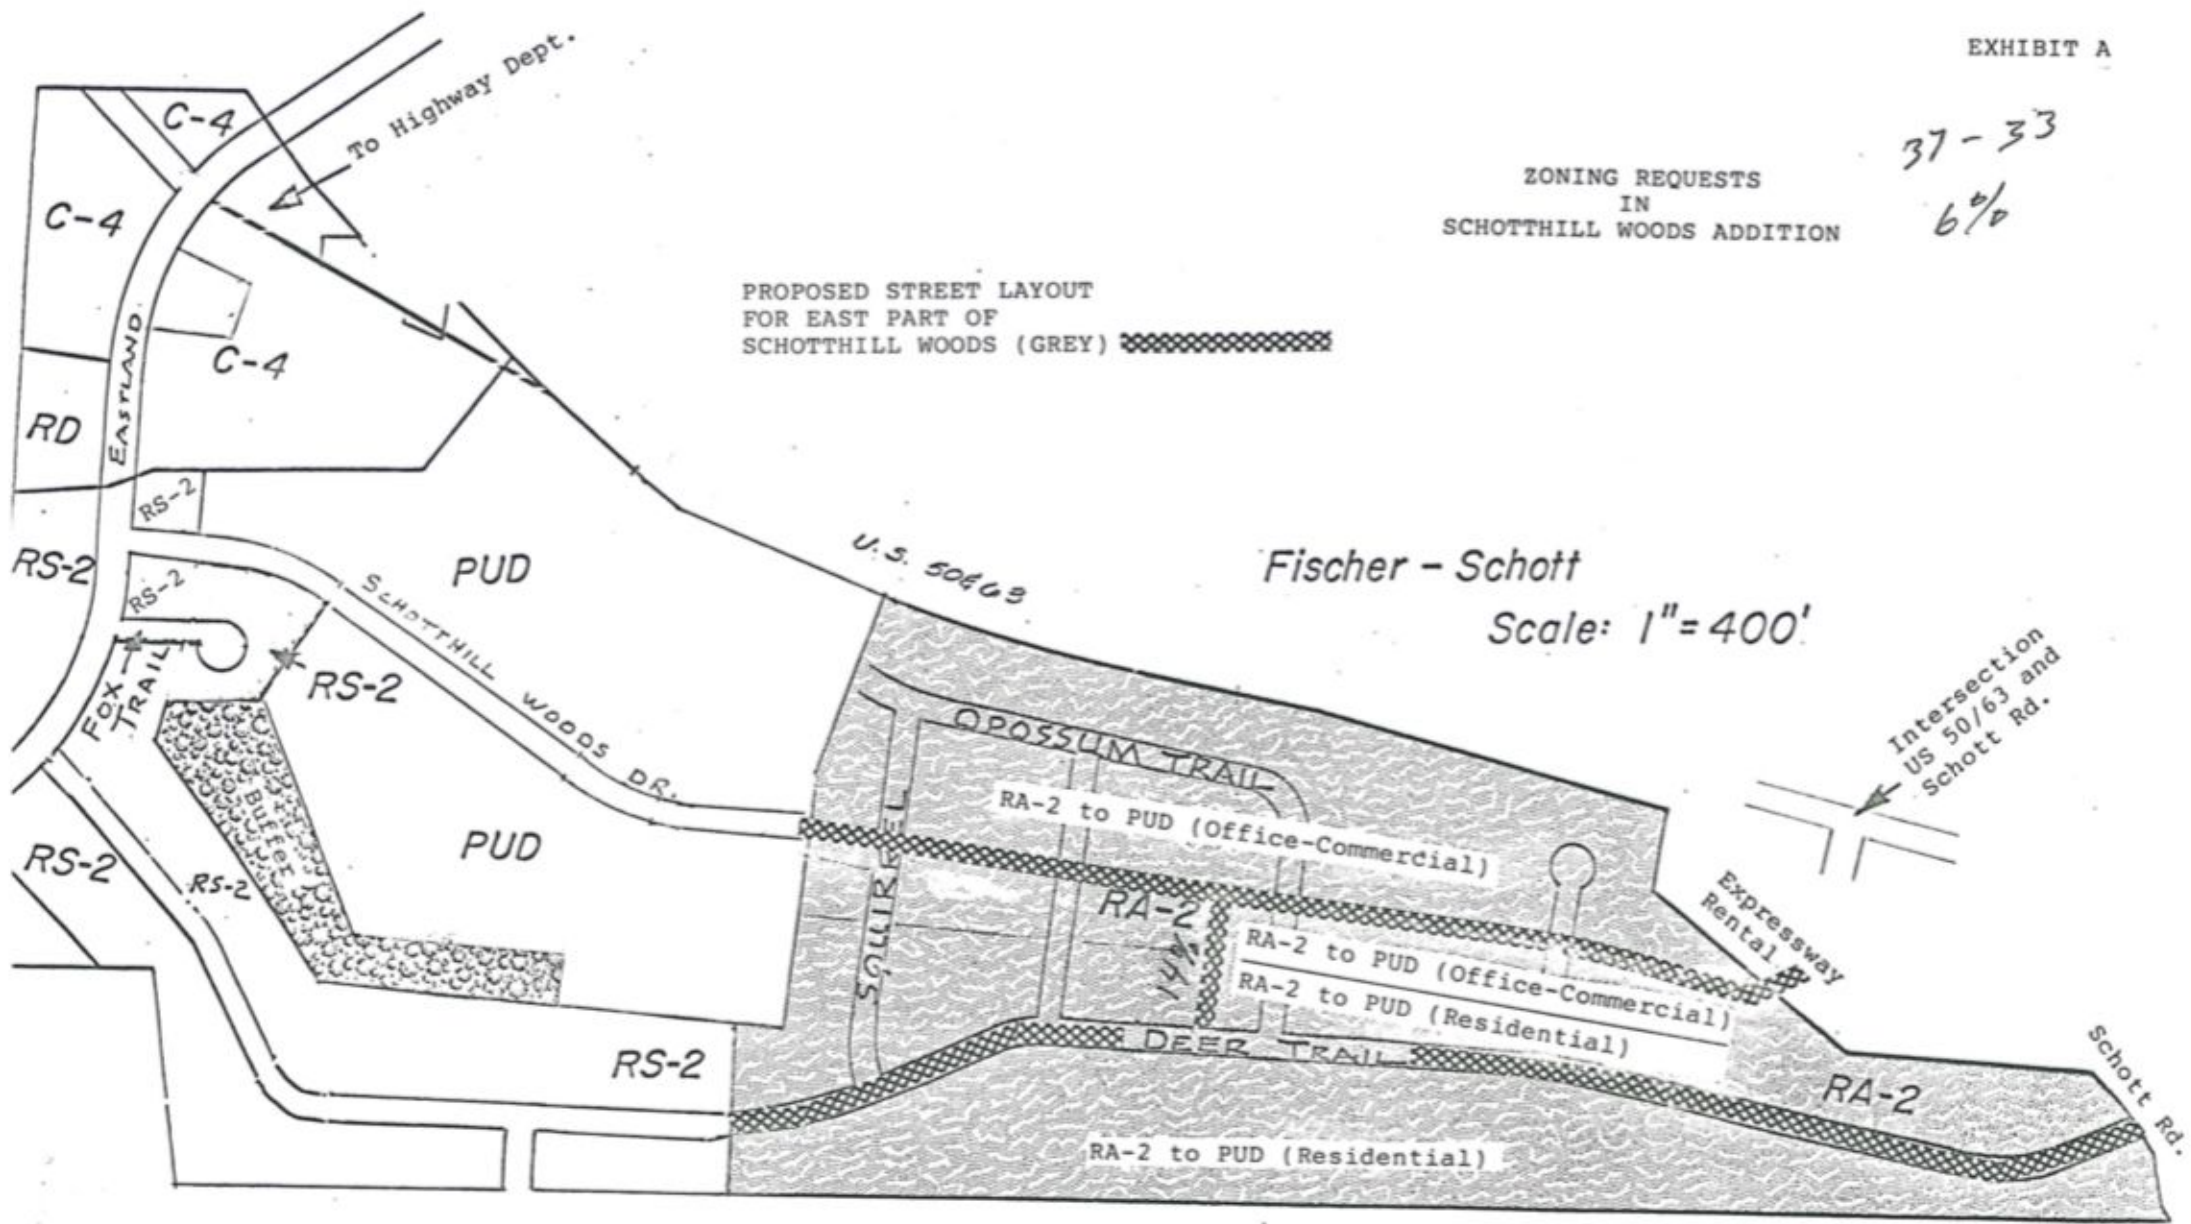 EXHIBIT A
To Highway Dept.
37-33
6%
ZONING REQUESTS
IN
SCHOTTHILL WOODS ADDITION
PROPOSED STREET LAYOUT
FOR EAST PART OF
SCHOTTHILL WOODS (GREY)
C-4
C-4
C-4
EASTLAND
RD
RS-2
RS-2
RS-2
PUD
U.S. 50&63
Fischer - Schott
Scale: 1"=400'
SCHOTTHILL WOODS DR.
FOX
TRAIL
RS-2
Intersection
US 50/63 and
Schott Rd.
OPOSSUM TRAIL
RA-2 to PUD (Office-Commercial)
SQUIRREL
Buffer
PUD
RS-2
RS-2
RA-2
Expressway
Rental
RA-2 to PUD (Office-Commercial)
RA-2 to PUD (Residential)
DEER TRAIL
RS-2
RA-2
Schott Rd.
RA-2 to PUD (Residential)